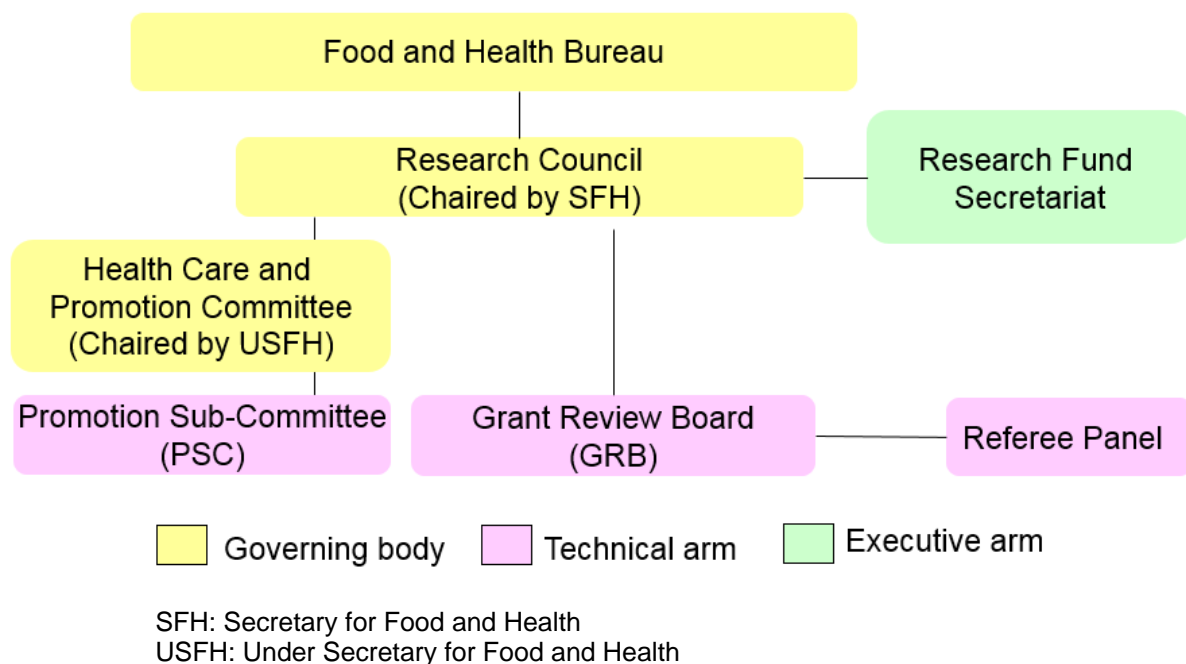 Food and Health Bureau
Research Council
(Chaired by SFH)
Research Fund
Secretariat
Health Care and
Promotion Committee
(Chaired by USFH)
Promotion Sub-Committee
(PSC)
Grant Review Board
(GRB)
Referee Panel
Governing body
Technical arm
Executive arm
SFH: Secretary for Food and Health
USFH: Under Secretary for Food and Health